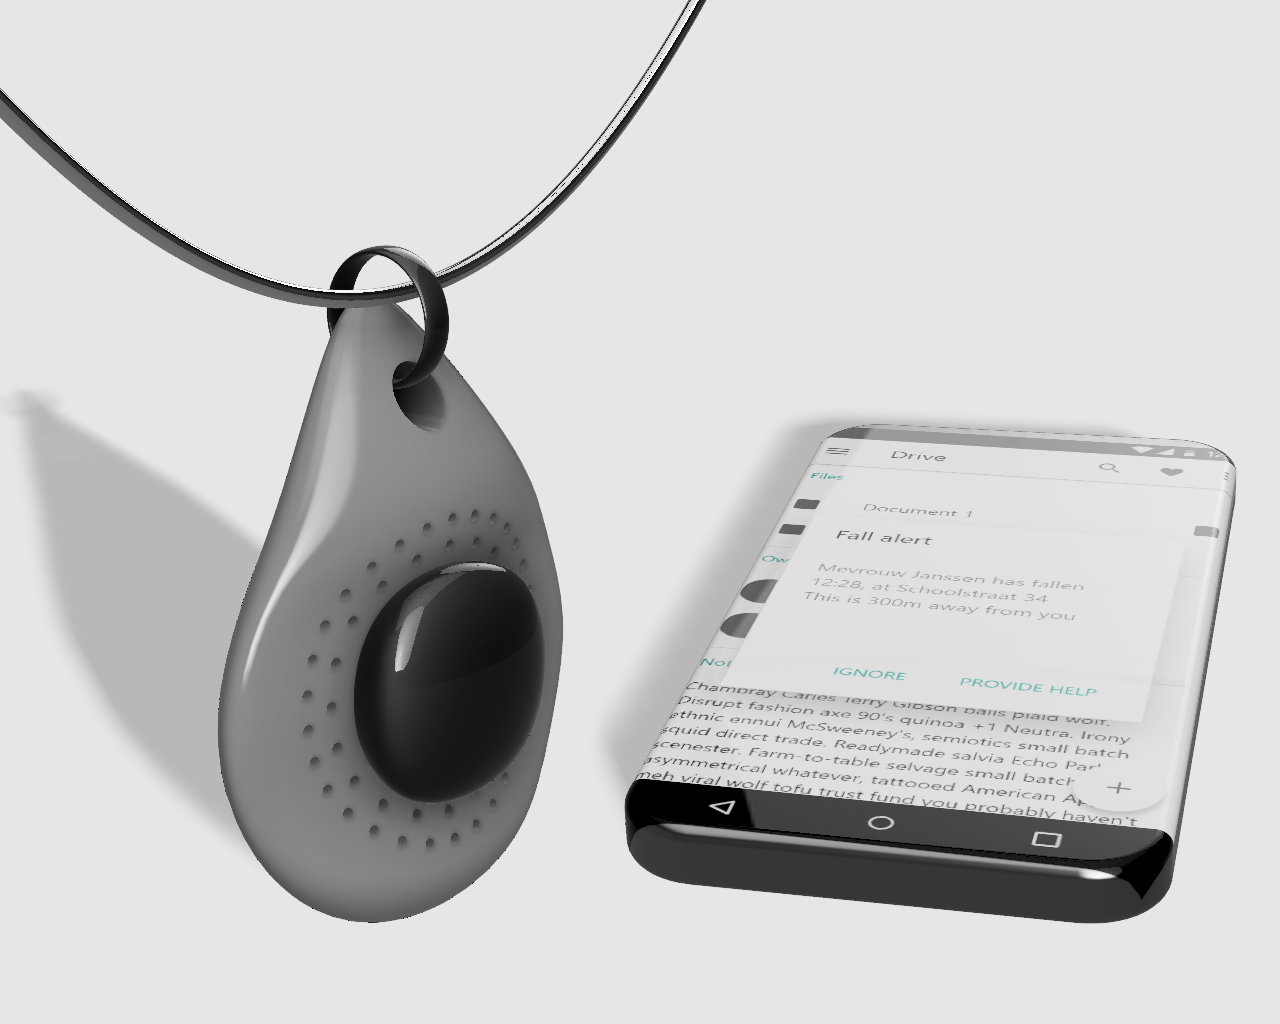 12
Drive
Files
Document 1
Fall alert
Mevrouw Janssen has fallen
12:28, at Schoolstraat 34
This is 300m away from you
IGNORE PROVIDE HELP
Chambray Carles Terry Gibson balls plaid wolf.
Disrupt fashion axe 90's quinoa +1 Neutra. Irony
ethnic ennui McSweeney's, semiotics small batch
squid direct trade. Readymade salvia Echo Par
scenester. Farm-to-table selvage small batch
asymmetrical whatever, tattooed American Ap
meh viral wolf tofu trust fund you probably haven't